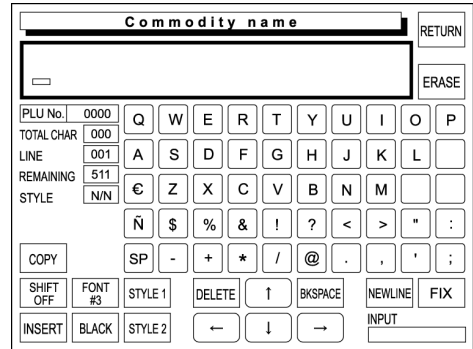 Commodity name
RETURN
ERASE
PLU No. 0000
TOTAL CHAR 000
LINE 001
REMAINING 511
STYLE N/N
Q W E R T Y U I O P
A S D F G H J K L
€ Z X C V B N M
Ñ $ % & ! ? < > " :
COPY SP - + * / @ . , ' ;
SHIFT OFF FONT #3 STYLE 1 DELETE ↑ BKSPACE NEWLINE FIX
INSERT BLACK STYLE 2 ← ↓ → INPUT